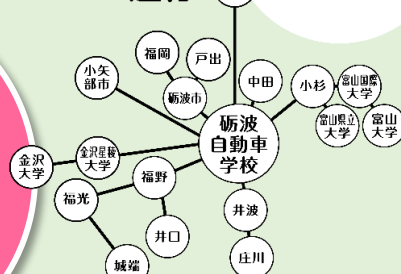 福岡
戸出
小矢
部市
砺波市
中田
小杉
富山国際
大学
富山県立
大学
富山
大学
砺波
自動車
学校
金沢
大学
金沢星稜
大学
福野
福光
井口
城端
井波
庄川